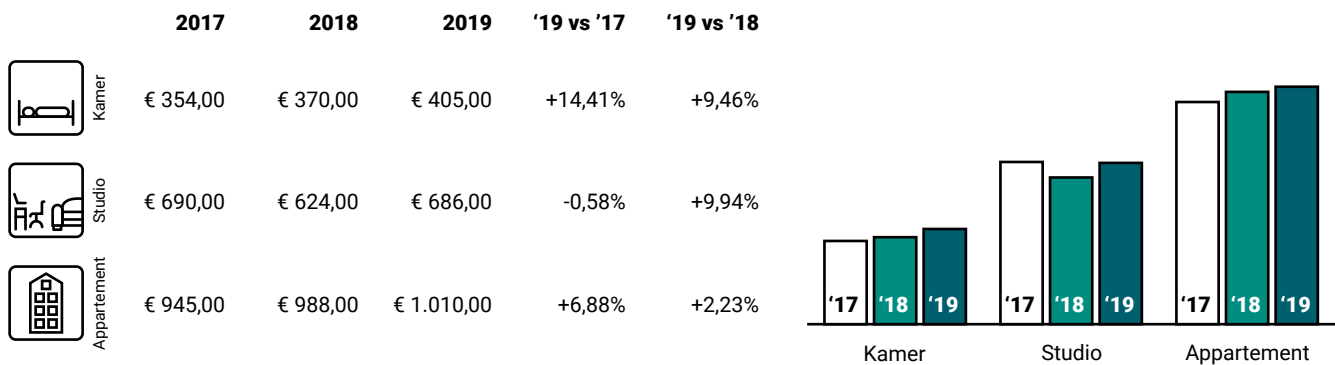 2017 2018 2019 ‘19 vs ’17 ‘19 vs ’18
Kamer € 354,00 € 370,00 € 405,00 +14,41% +9,46%
Studio € 690,00 € 624,00 € 686,00 -0,58% +9,94%
Appartement € 945,00 € 988,00 € 1.010,00 +6,88% +2,23%
‘17 ‘18 ‘19 ‘17 ‘18 ‘19 ‘17 ‘18 ‘19
Kamer Studio Appartement